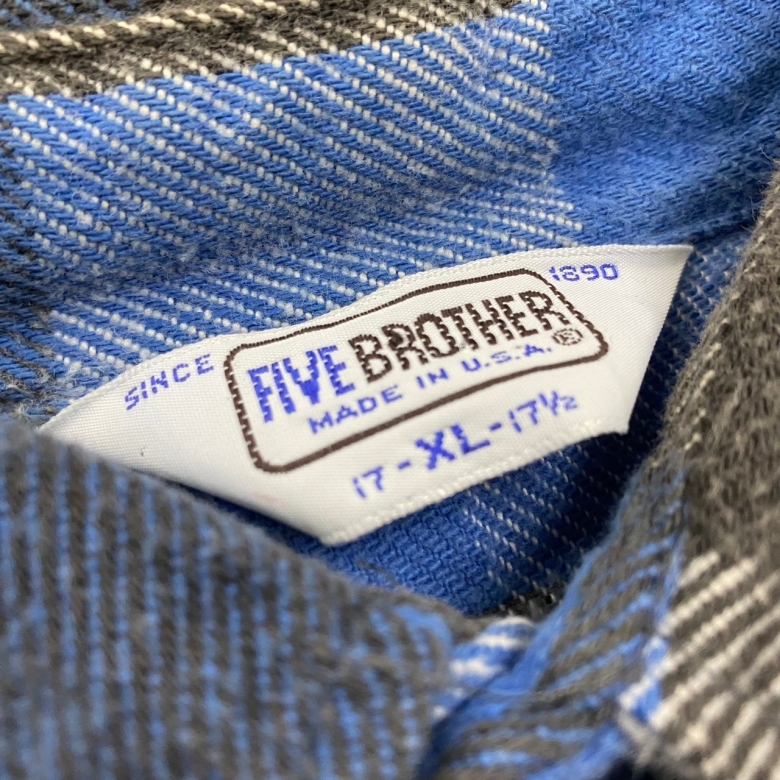 SINCE 1890
FIVE BROTHER®
MADE IN U.S.A.
17-XL-17½